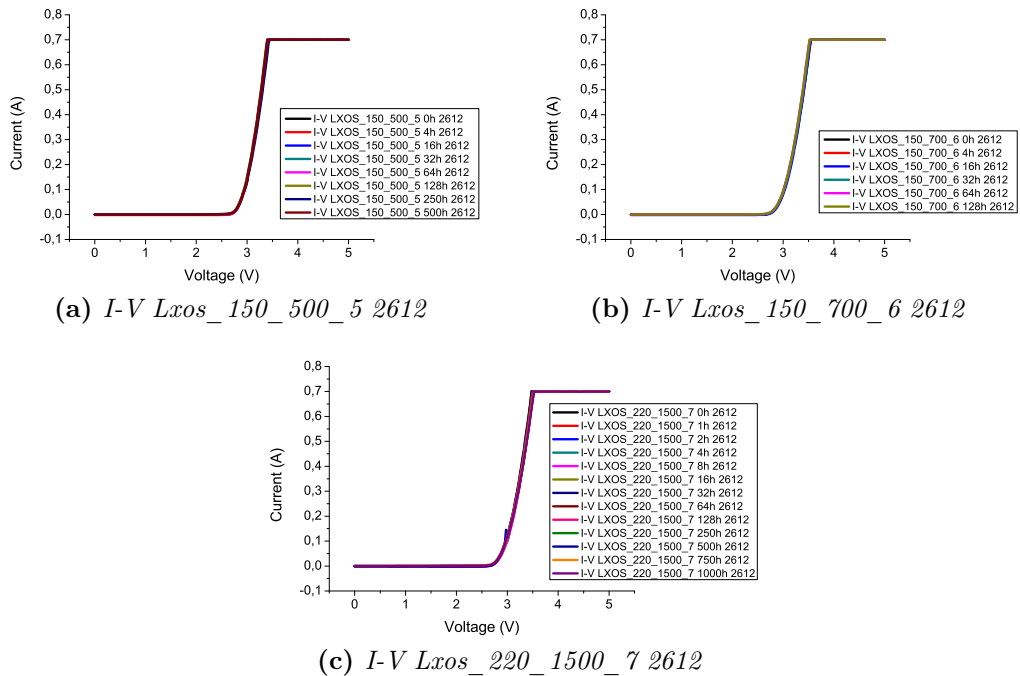 0,8
0,7
0,6
0,5
0,4
0,3
0,2
0,1
0,0
-0,1
Current (A)
I-V LXOS_150_500_5 0h 2612
I-V LXOS_150_500_5 4h 2612
I-V LXOS_150_500_5 16h 2612
I-V LXOS_150_500_5 32h 2612
I-V LXOS_150_500_5 64h 2612
I-V LXOS_150_500_5 128h 2612
I-V LXOS_150_500_5 250h 2612
I-V LXOS_150_500_5 500h 2612
0 1 2 3 4 5
Voltage (V)
(a) I-V Lxos_150_500_5 2612
0,8
0,7
0,6
0,5
0,4
0,3
0,2
0,1
0,0
-0,1
Current (A)
I-V LXOS_150_700_6 0h 2612
I-V LXOS_150_700_6 4h 2612
I-V LXOS_150_700_6 16h 2612
I-V LXOS_150_700_6 32h 2612
I-V LXOS_150_700_6 64h 2612
I-V LXOS_150_700_6 128h 2612
0 1 2 3 4 5
Voltage (V)
(b) I-V Lxos_150_700_6 2612
0,8
0,7
0,6
0,5
0,4
0,3
0,2
0,1
0,0
-0,1
Current (A)
I-V LXOS_220_1500_7 0h 2612
I-V LXOS_220_1500_7 1h 2612
I-V LXOS_220_1500_7 2h 2612
I-V LXOS_220_1500_7 4h 2612
I-V LXOS_220_1500_7 8h 2612
I-V LXOS_220_1500_7 16h 2612
I-V LXOS_220_1500_7 32h 2612
I-V LXOS_220_1500_7 64h 2612
I-V LXOS_220_1500_7 128h 2612
I-V LXOS_220_1500_7 250h 2612
I-V LXOS_220_1500_7 500h 2612
I-V LXOS_220_1500_7 750h 2612
I-V LXOS_220_1500_7 1000h 2612
0 1 2 3 4 5
Voltage (V)
(c) I-V Lxos_220_1500_7 2612